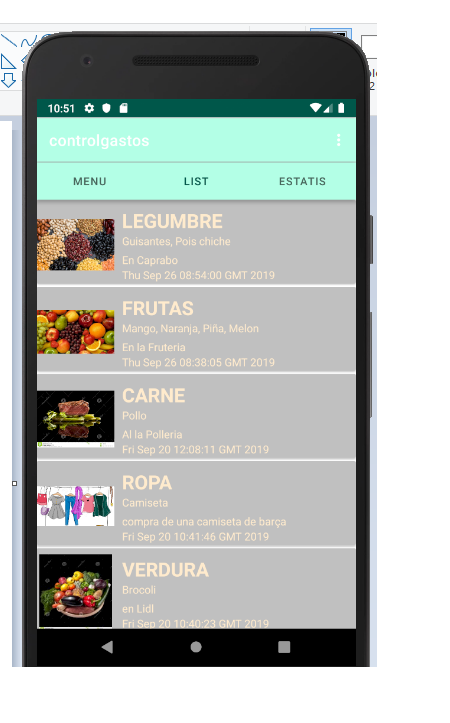 10:51
controlgastos
MENU LIST ESTATIS
LEGUMBRE
Guisantes, Pois chiche
En Caprabo
Thu Sep 26 08:54:00 GMT 2019
FRUTAS
Mango, Naranja, Piña, Melon
En la Fruteria
Thu Sep 26 08:38:05 GMT 2019
CARNE
Pollo
Al la Polleria
Fri Sep 20 12:08:11 GMT 2019
ROPA
Camiseta
compra de una camiseta de barça
Fri Sep 20 10:41:46 GMT 2019
VERDURA
Brocoli
en Lidl
Fri Sep 20 10:40:23 GMT 2019